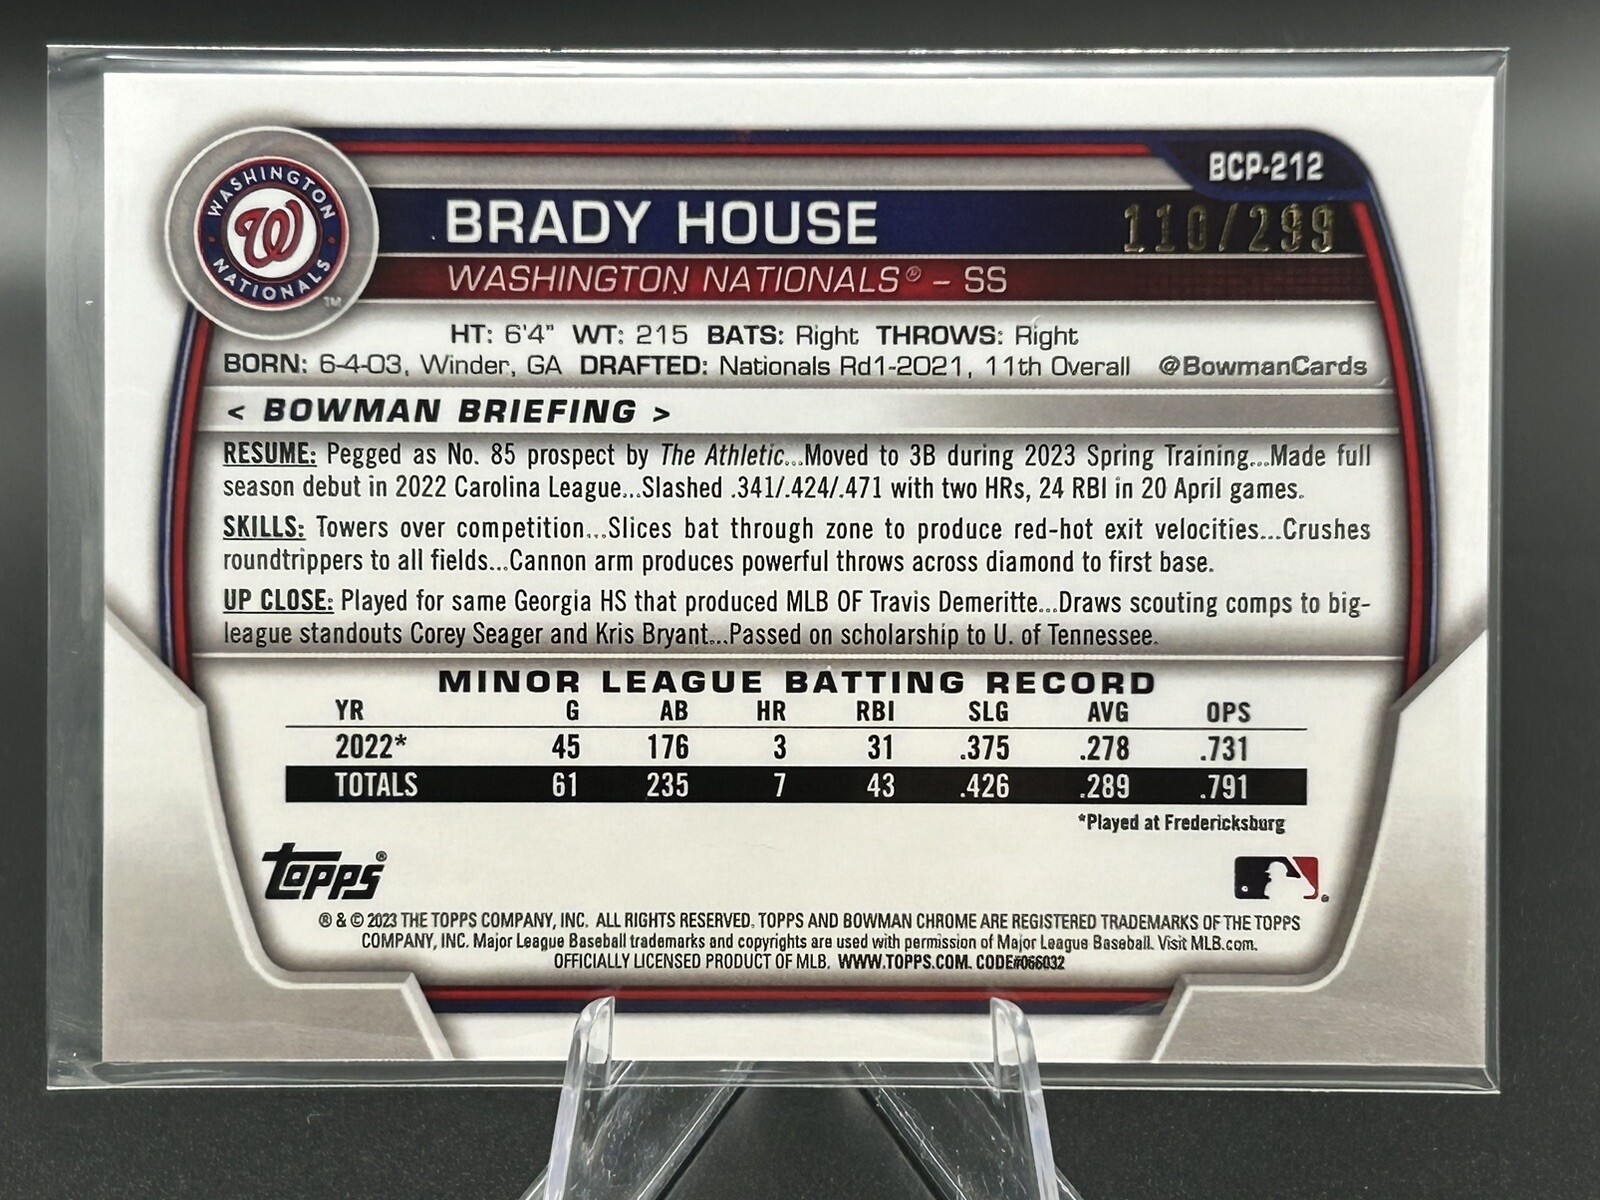 BCP-212
WASHINGTON NATIONALS
W
TM
BRADY HOUSE
110/299
WASHINGTON NATIONALS® – SS
HT: 6'4" WT: 215 BATS: Right THROWS: Right
BORN: 6-4-03, Winder, GA DRAFTED: Nationals Rd1-2021, 11th Overall @BowmanCards
< BOWMAN BRIEFING >
RESUME: Pegged as No. 85 prospect by The Athletic...Moved to 3B during 2023 Spring Training...Made full
season debut in 2022 Carolina League...Slashed .341/.424/.471 with two HRs, 24 RBI in 20 April games.
SKILLS: Towers over competition...Slices bat through zone to produce red-hot exit velocities...Crushes
roundtrippers to all fields...Cannon arm produces powerful throws across diamond to first base.
UP CLOSE: Played for same Georgia HS that produced MLB OF Travis Demeritte...Draws scouting comps to big-
league standouts Corey Seager and Kris Bryant...Passed on scholarship to U. of Tennessee.
MINOR LEAGUE BATTING RECORD
YR G AB HR RBI SLG AVG OPS
2022* 45 176 3 31 .375 .278 .731
TOTALS 61 235 7 43 .426 .289 .791
*Played at Fredericksburg
Topps®
® & © 2023 THE TOPPS COMPANY, INC. ALL RIGHTS RESERVED. TOPPS AND BOWMAN CHROME ARE REGISTERED TRADEMARKS OF THE TOPPS
COMPANY, INC. Major League Baseball trademarks and copyrights are used with permission of Major League Baseball. Visit MLB.com.
OFFICIALLY LICENSED PRODUCT OF MLB. WWW.TOPPS.COM. CODE#066032